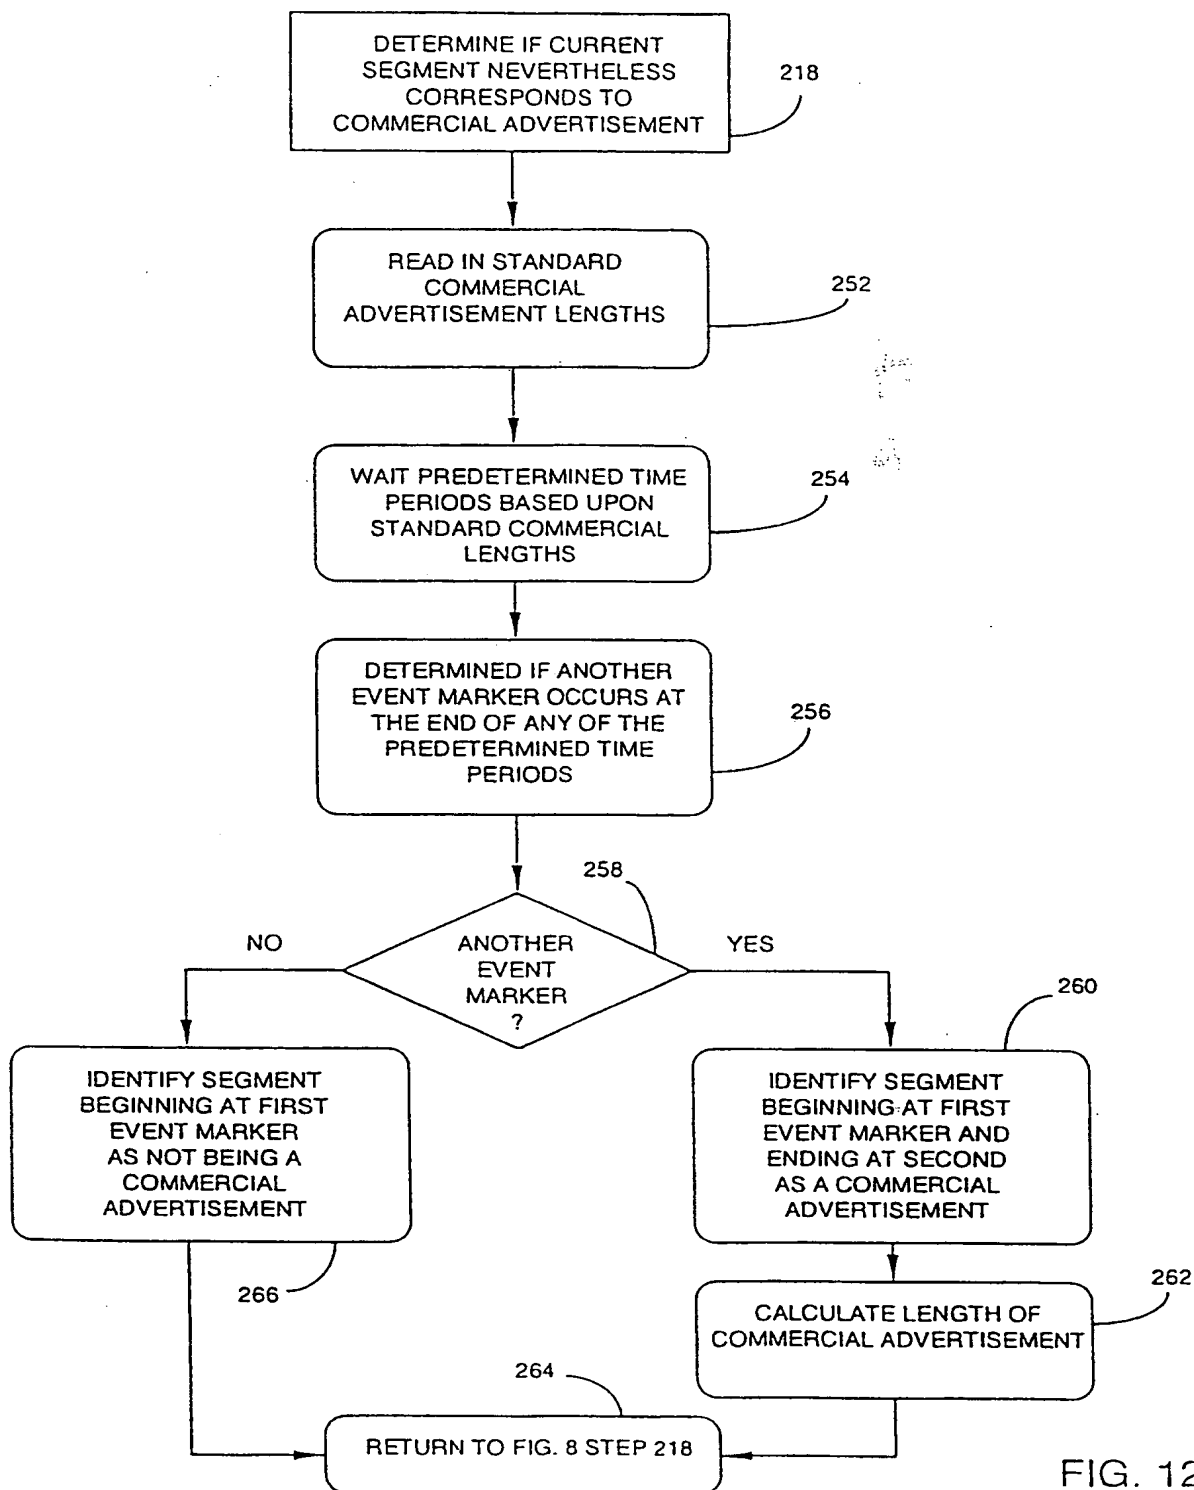 DETERMINE IF CURRENT
SEGMENT NEVERTHELESS
CORRESPONDS TO
COMMERCIAL ADVERTISEMENT
218
READ IN STANDARD
COMMERCIAL
ADVERTISEMENT LENGTHS
252
WAIT PREDETERMINED TIME
PERIODS BASED UPON
STANDARD COMMERCIAL
LENGTHS
254
DETERMINED IF ANOTHER
EVENT MARKER OCCURS AT
THE END OF ANY OF THE
PREDETERMINED TIME
PERIODS
256
258
NO
ANOTHER
EVENT
MARKER
?
YES
260
IDENTIFY SEGMENT
BEGINNING AT FIRST
EVENT MARKER
AS NOT BEING A
COMMERCIAL
ADVERTISEMENT
266
IDENTIFY SEGMENT
BEGINNING AT FIRST
EVENT MARKER AND
ENDING AT SECOND
AS A COMMERCIAL
ADVERTISEMENT
262
CALCULATE LENGTH OF
COMMERCIAL ADVERTISEMENT
264
RETURN TO FIG. 8 STEP 218
FIG. 12